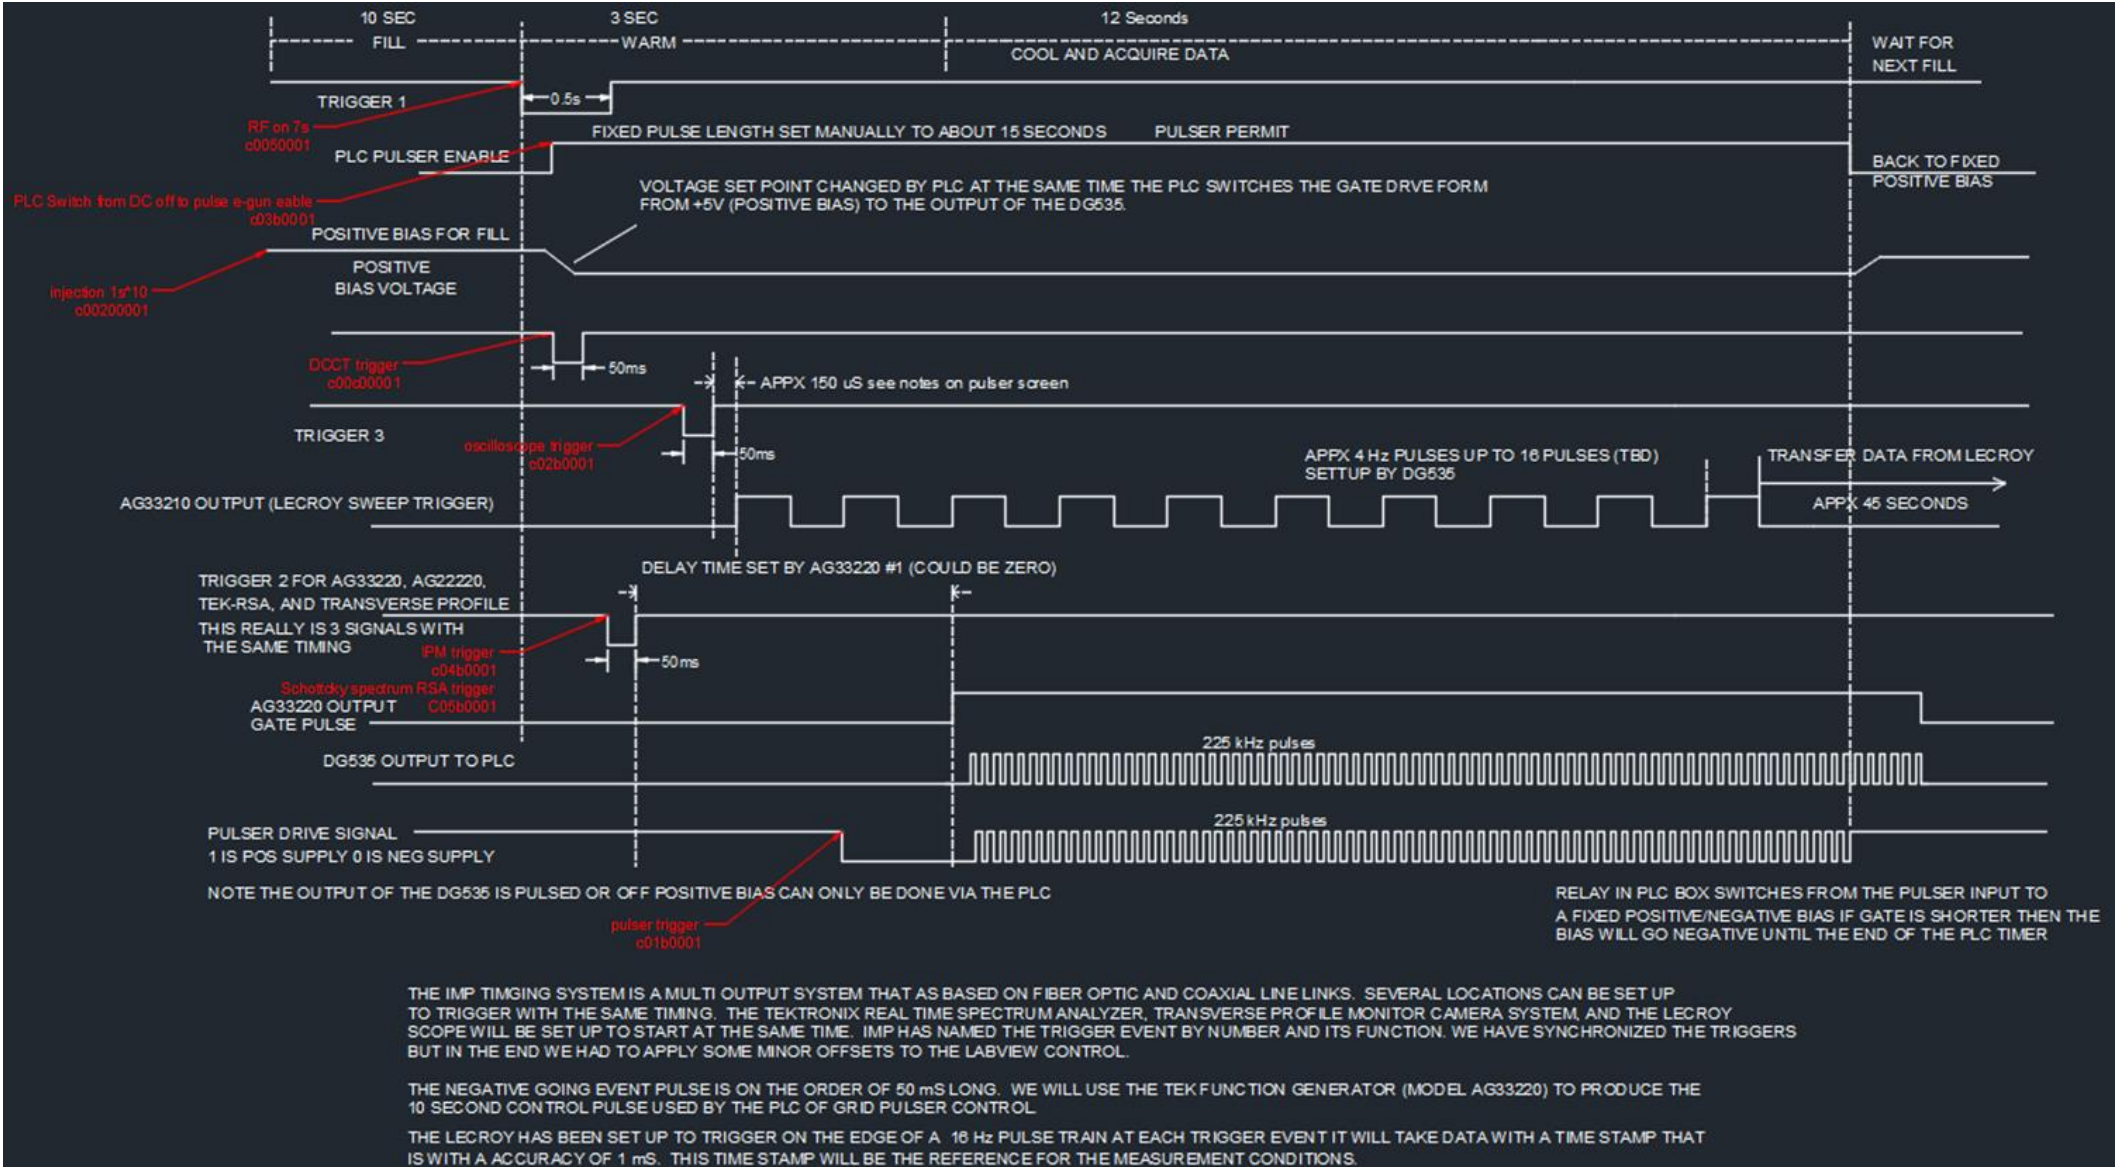 10 SEC
3 SEC
12 Seconds
FILL
WARM
COOL AND ACQUIRE DATA
WAIT FOR
NEXT FILL
TRIGGER 1
0.5s
RF on 7s
c0050001
FIXED PULSE LENGTH SET MANUALLY TO ABOUT 15 SECONDS
PULSER PERMIT
PLC PULSER ENABLE
BACK TO FIXED
POSITIVE BIAS
PLC Switch from DC off to pulse e-gun eable
c03b0001
VOLTAGE SET POINT CHANGED BY PLC AT THE SAME TIME THE PLC SWITCHES THE GATE DRVE FORM
FROM +5V (POSITIVE BIAS) TO THE OUTPUT OF THE DG535.
POSITIVE BIAS FOR FILL
POSITIVE
BIAS VOLTAGE
injection 1s*10
c00200001
DCCT trigger
c00c00001
50ms
APPX 150 uS see notes on pulser screen
TRIGGER 3
oscilloscope trigger
c02b0001
50ms
APPX 4 Hz PULSES UP TO 16 PULSES (TBD)
SETTUP BY DG535
TRANSFER DATA FROM LECROY
APPX 45 SECONDS
AG33210 OUTPUT (LECROY SWEEP TRIGGER)
DELAY TIME SET BY AG33220 #1 (COULD BE ZERO)
TRIGGER 2 FOR AG33220, AG22220,
TEK-RSA, AND TRANSVERSE PROFILE
THIS REALLY IS 3 SIGNALS WITH
THE SAME TIMING
IPM trigger
c04b0001
50ms
Schottcky spectrum RSA trigger
C05b0001
AG33220 OUTPUT
GATE PULSE
225 kHz pulses
DG535 OUTPUT TO PLC
225 kHz pulses
PULSER DRIVE SIGNAL
1 IS POS SUPPLY 0 IS NEG SUPPLY
NOTE THE OUTPUT OF THE DG535 IS PULSED OR OFF POSITIVE BIAS CAN ONLY BE DONE VIA THE PLC
pulser trigger
c01b0001
RELAY IN PLC BOX SWITCHES FROM THE PULSER INPUT TO
A FIXED POSITIVE/NEGATIVE BIAS IF GATE IS SHORTER THEN THE
BIAS WILL GO NEGATIVE UNTIL THE END OF THE PLC TIMER
THE IMP TIMGING SYSTEM IS A MULTI OUTPUT SYSTEM THAT AS BASED ON FIBER OPTIC AND COAXIAL LINE LINKS. SEVERAL LOCATIONS CAN BE SET UP
TO TRIGGER WITH THE SAME TIMING. THE TEKTRONIX REAL TIME SPECTRUM ANALYZER, TRANSVERSE PROFILE MONITOR CAMERA SYSTEM, AND THE LECROY
SCOPE WILL BE SET UP TO START AT THE SAME TIME. IMP HAS NAMED THE TRIGGER EVENT BY NUMBER AND ITS FUNCTION. WE HAVE SYNCHRONIZED THE TRIGGERS
BUT IN THE END WE HAD TO APPLY SOME MINOR OFFSETS TO THE LABVIEW CONTROL.
THE NEGATIVE GOING EVENT PULSE IS ON THE ORDER OF 50 mS LONG. WE WILL USE THE TEK FUNCTION GENERATOR (MODEL AG33220) TO PRODUCE THE
10 SECOND CONTROL PULSE USED BY THE PLC OF GRID PULSER CONTROL
THE LECROY HAS BEEN SET UP TO TRIGGER ON THE EDGE OF A 16 Hz PULSE TRAIN AT EACH TRIGGER EVENT IT WILL TAKE DATA WITH A TIME STAMP THAT
IS WITH A ACCURACY OF 1 mS. THIS TIME STAMP WILL BE THE REFERENCE FOR THE MEASUREMENT CONDITIONS.